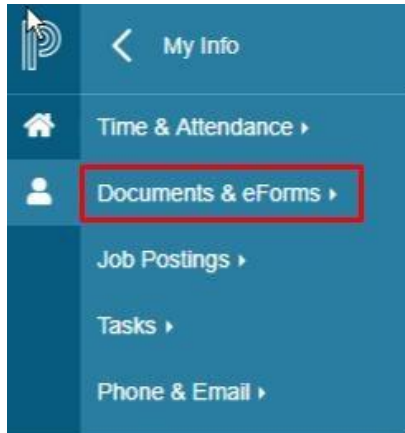 My Info
Time & Attendance
Documents & eForms
Job Postings
Tasks
Phone & Email